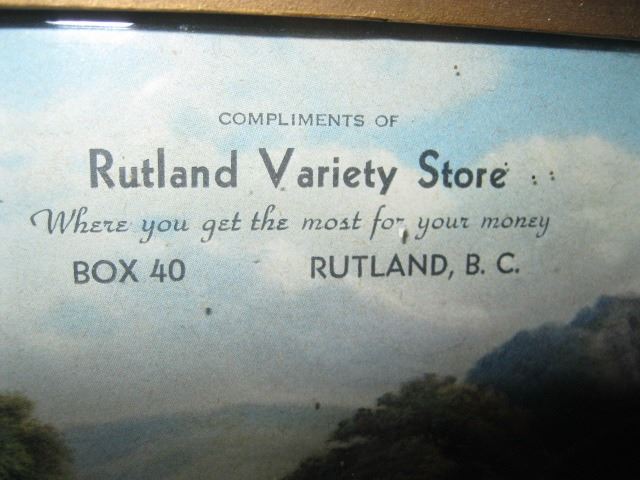 COMPLIMENTS OF
Rutland Variety Store
Where you get the most for your money
BOX 40 RUTLAND, B. C.